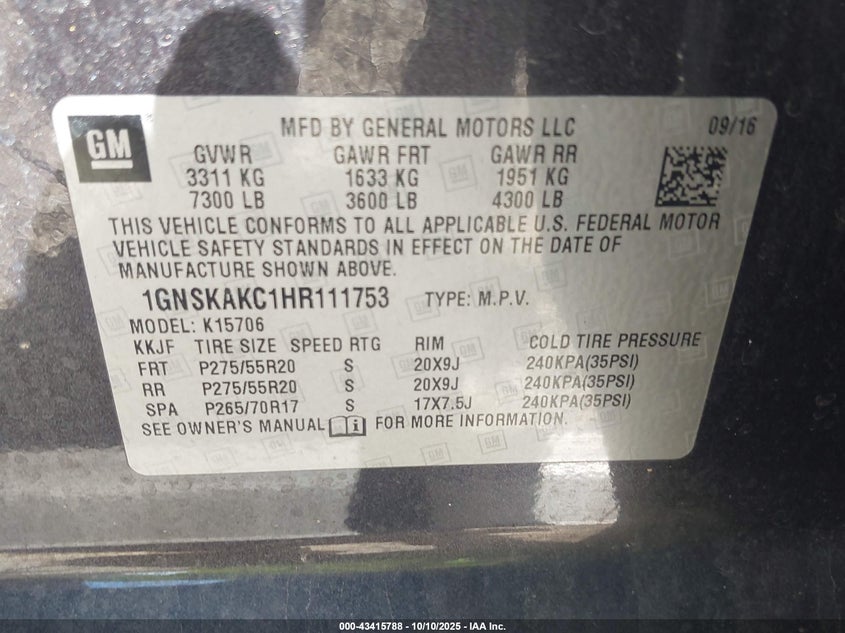 GM
MFD BY GENERAL MOTORS LLC 09/16
GVWR GAWR FRT GAWR RR
3311 KG 1633 KG 1951 KG
7300 LB 3600 LB 4300 LB
THIS VEHICLE CONFORMS TO ALL APPLICABLE U.S. FEDERAL MOTOR
VEHICLE SAFETY STANDARDS IN EFFECT ON THE DATE OF
MANUFACTURE SHOWN ABOVE.
1GNSKAKC1HR111753 TYPE: M.P.V.
MODEL: K15706
KKJF TIRE SIZE SPEED RTG RIM COLD TIRE PRESSURE
FRT P275/55R20 S 20X9J 240KPA(35PSI)
RR P275/55R20 S 20X9J 240KPA(35PSI)
SPA P265/70R17 S 17X7.5J 240KPA(35PSI)
SEE OWNER'S MANUAL i FOR MORE INFORMATION.
000-43415788 - 10/10/2025 - IAA Inc.